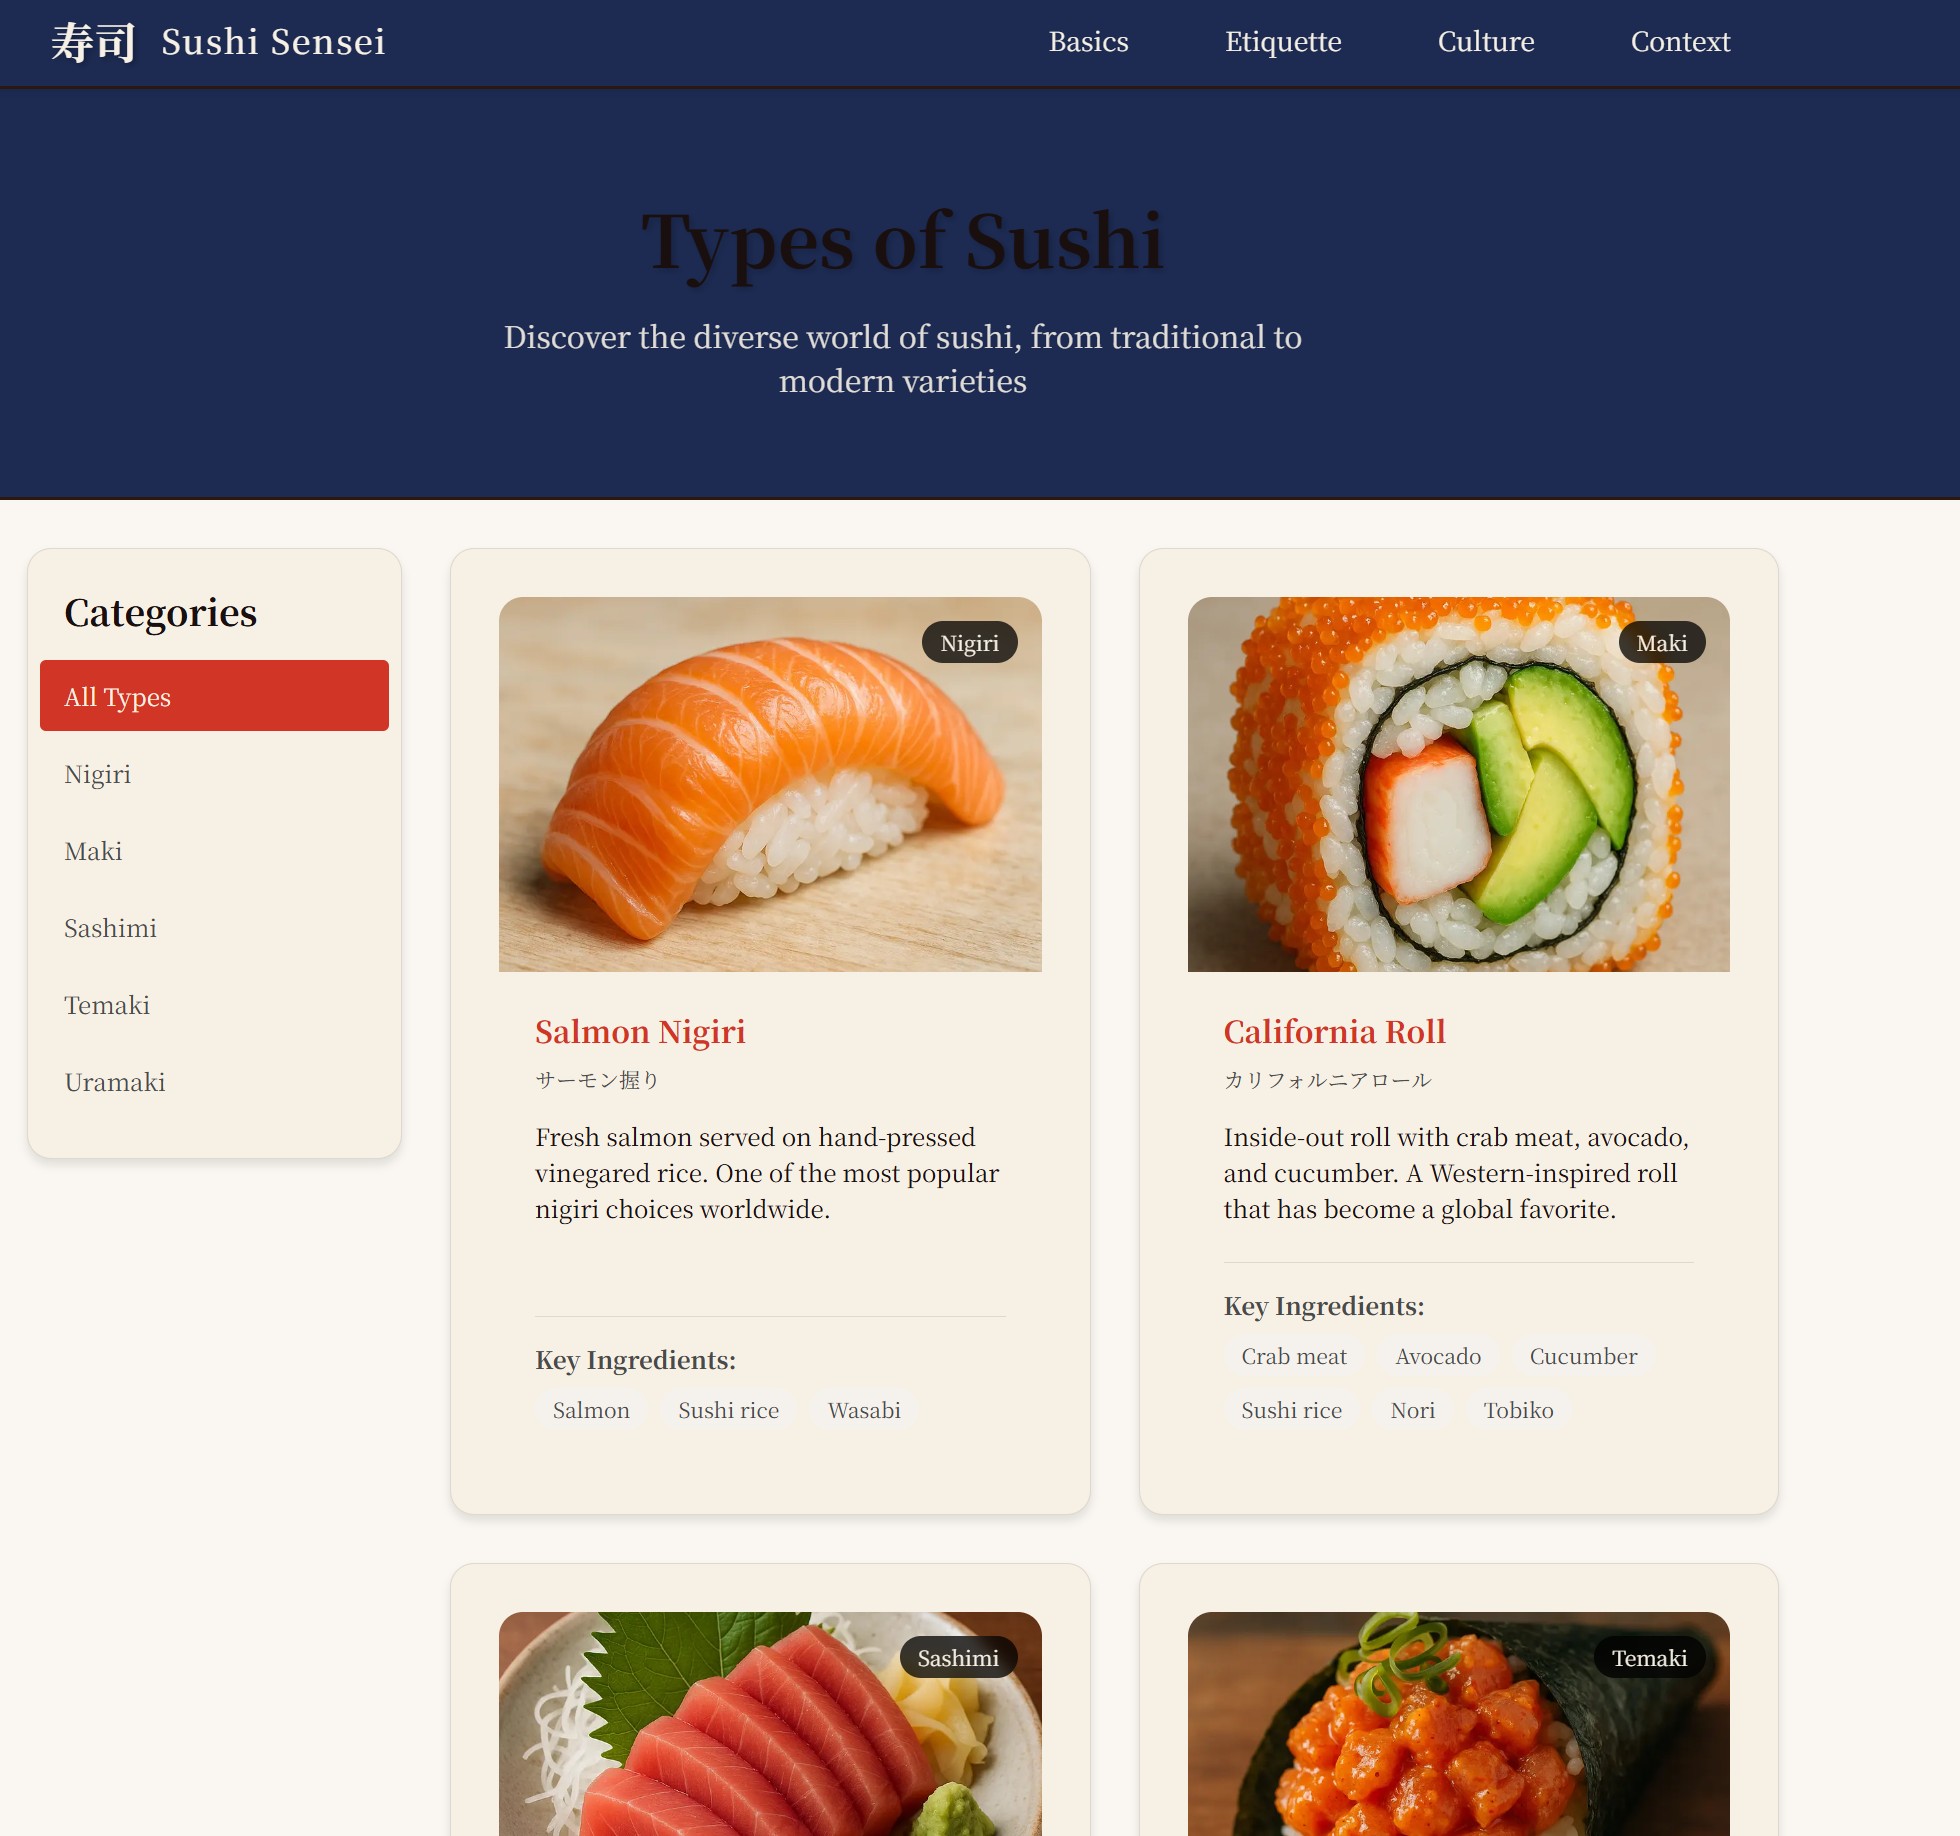 寿司 Sushi Sensei
Basics Etiquette Culture Context
Types of Sushi
Discover the diverse world of sushi, from traditional to
modern varieties
Categories
All Types
Nigiri
Maki
Sashimi
Temaki
Uramaki
Nigiri
Salmon Nigiri
サーモン握り
Fresh salmon served on hand-pressed
vinegared rice. One of the most popular
nigiri choices worldwide.
Key Ingredients:
Salmon Sushi rice Wasabi
Maki
California Roll
カリフォルニアロール
Inside-out roll with crab meat, avocado,
and cucumber. A Western-inspired roll
that has become a global favorite.
Key Ingredients:
Crab meat Avocado Cucumber
Sushi rice Nori Tobiko
Sashimi
Temaki